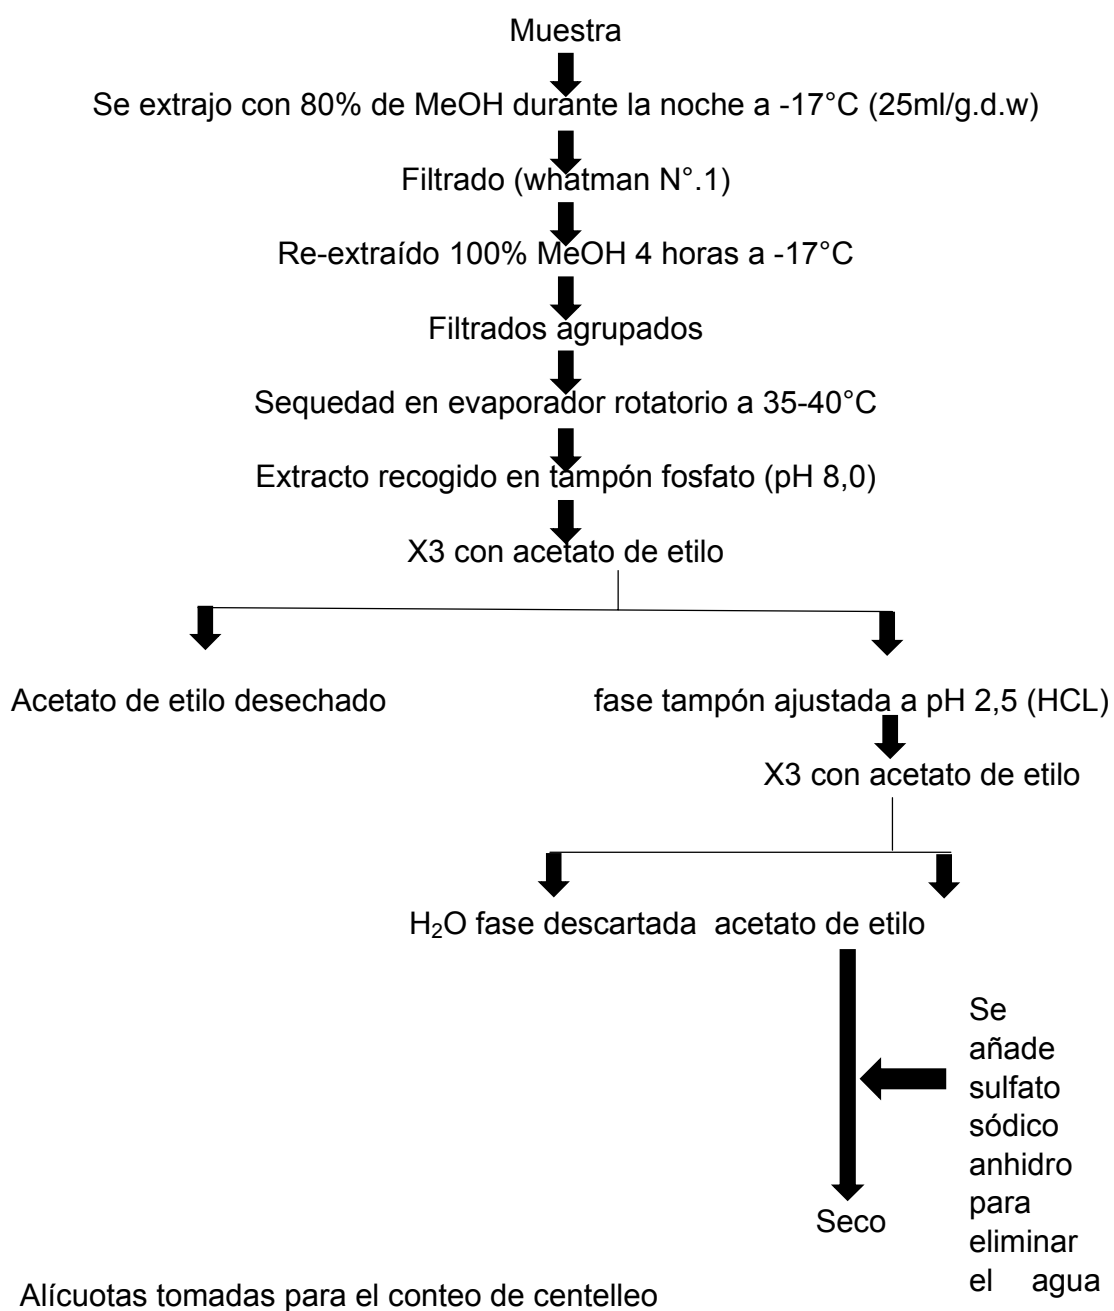 Muestra
Se extrajo con 80% de MeOH durante la noche a -17°C (25ml/g.d.w)
Filtrado (whatman N°.1)
Re-extraído 100% MeOH 4 horas a -17°C
Filtrados agrupados
Sequedad en evaporador rotatorio a 35-40°C
Extracto recogido en tampón fosfato (pH 8,0)
X3 con acetato de etilo
Acetato de etilo desechado
fase tampón ajustada a pH 2,5 (HCL)
X3 con acetato de etilo
H₂O fase descartada acetato de etilo
Se
añade
sulfato
sódico
anhidro
para
eliminar
el agua
Seco
Alícuotas tomadas para el conteo de centelleo